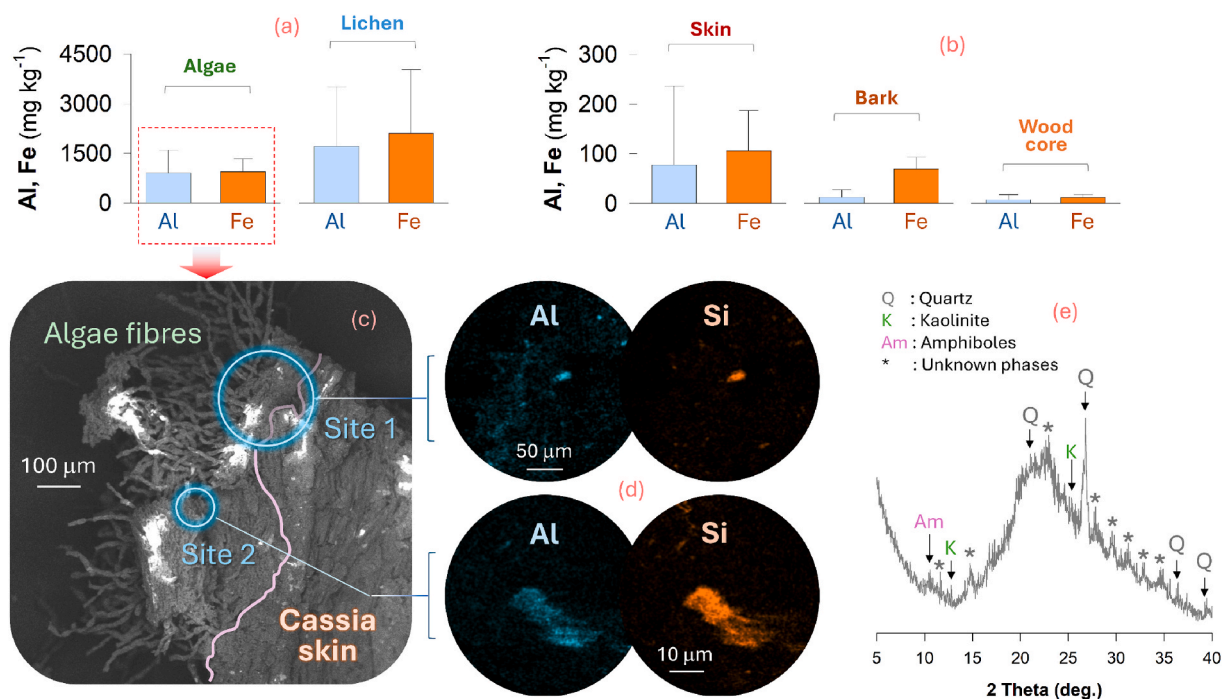 (a)
Lichen
Algae
Al, Fe (mg kg⁻¹)
4500
3000
1500
0
Al
Fe
Al
Fe
(b)
Skin
Bark
Wood
core
Al, Fe (mg kg⁻¹)
300
200
100
0
Al
Fe
Al
Fe
Al
Fe
(c)
Algae fibres
Site 1
100 μm
Site 2
Cassia
skin
Al
Si
50 μm
(d)
Al
Si
10 μm
(e)
Q : Quartz
K : Kaolinite
Am : Amphiboles
* : Unknown phases
Q
Q
*
K
*
Am
*
K
*
*
*
*
*
Q
Q
5
10
15
20
25
30
35
40
2 Theta (deg.)